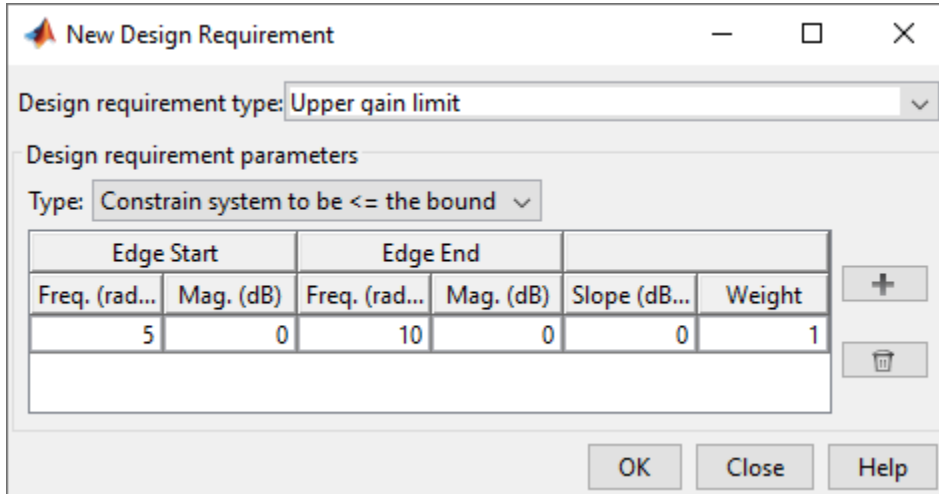 New Design Requirement
Design requirement type: Upper gain limit
Design requirement parameters
Type: Constrain system to be <= the bound
Edge Start Edge End
Freq. (rad... Mag. (dB) Freq. (rad... Mag. (dB) Slope (dB... Weight
5 0 10 0 0 1
OK Close Help